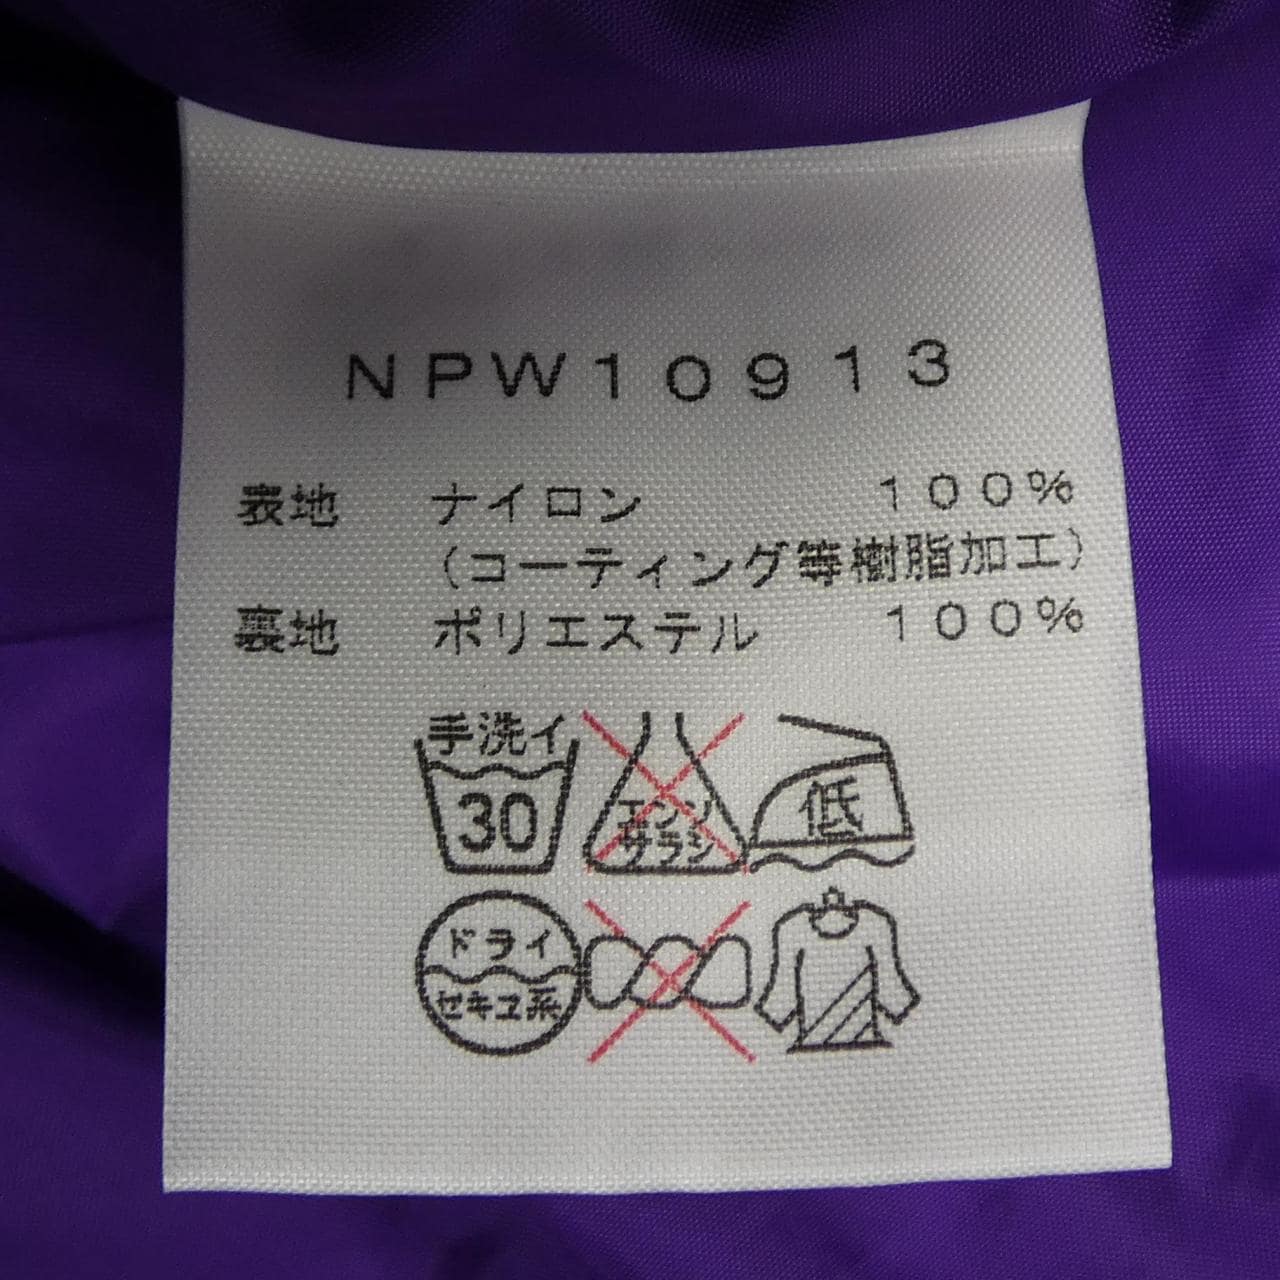 NPW10913
表地 ナイロン 100%
(コーティング等樹脂加工)
裏地 ポリエステル 100%
手洗イ
30
エンソ
サラシ
低
ドライ
セキユ系